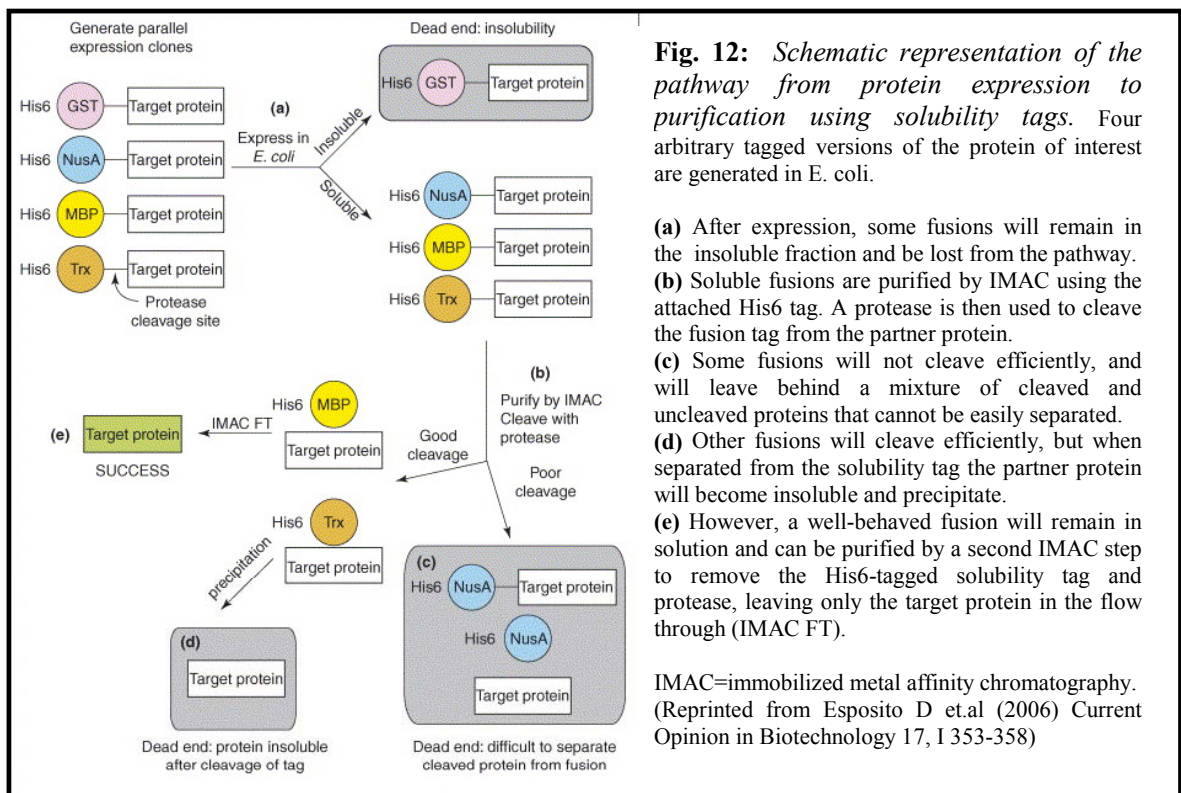 Generate parallel
expression clones
His6 GST Target protein
His6 NusA Target protein
His6 MBP Target protein
His6 Trx Target protein
Protease
cleavage site
(a)
Express in
E. coli
Insoluble
Soluble
Dead end: insolubility
His6 GST Target protein
His6 NusA Target protein
His6 MBP Target protein
His6 Trx Target protein
(b)
Purify by IMAC
Cleave with
protease
Good
cleavage
Poor
cleavage
His6 MBP
Target protein
IMAC FT
(e) Target protein
SUCCESS
His6 Trx
Target protein
precipitation
(d)
Target protein
Dead end: protein insoluble
after cleavage of tag
(c)
His6 NusA Target protein
His6 NusA
Target protein
Dead end: difficult to separate
cleaved protein from fusion
Fig. 12: Schematic representation of the
pathway from protein expression to
purification using solubility tags. Four
arbitrary tagged versions of the protein of interest
are generated in E. coli.
(a) After expression, some fusions will remain in
the insoluble fraction and be lost from the pathway.
(b) Soluble fusions are purified by IMAC using the
attached His6 tag. A protease is then used to cleave
the fusion tag from the partner protein.
(c) Some fusions will not cleave efficiently, and
will leave behind a mixture of cleaved and
uncleaved proteins that cannot be easily separated.
(d) Other fusions will cleave efficiently, but when
separated from the solubility tag the partner protein
will become insoluble and precipitate.
(e) However, a well-behaved fusion will remain in
solution and can be purified by a second IMAC step
to remove the His6-tagged solubility tag and
protease, leaving only the target protein in the flow
through (IMAC FT).
IMAC=immobilized metal affinity chromatography.
(Reprinted from Esposito D et.al (2006) Current
Opinion in Biotechnology 17, I 353-358)